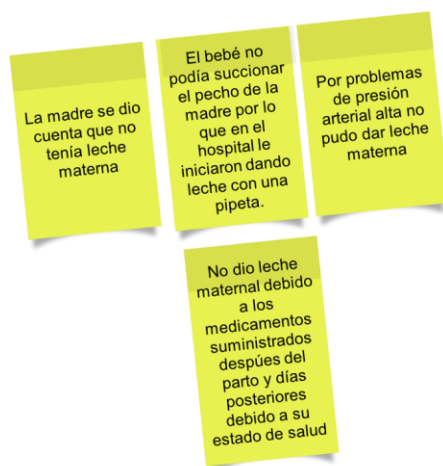 La madre se dio
cuenta que no
tenía leche
materna
El bebé no
podía succionar
el pecho de la
madre por lo
que en el
hospital le
iniciaron dando
leche con una
pipeta.
Por problemas
de presión
arterial alta no
pudo dar leche
materna
No dio leche
maternal debido
a los
medicamentos
suministrados
despúes del
parto y días
posteriores
debido a su
estado de salud